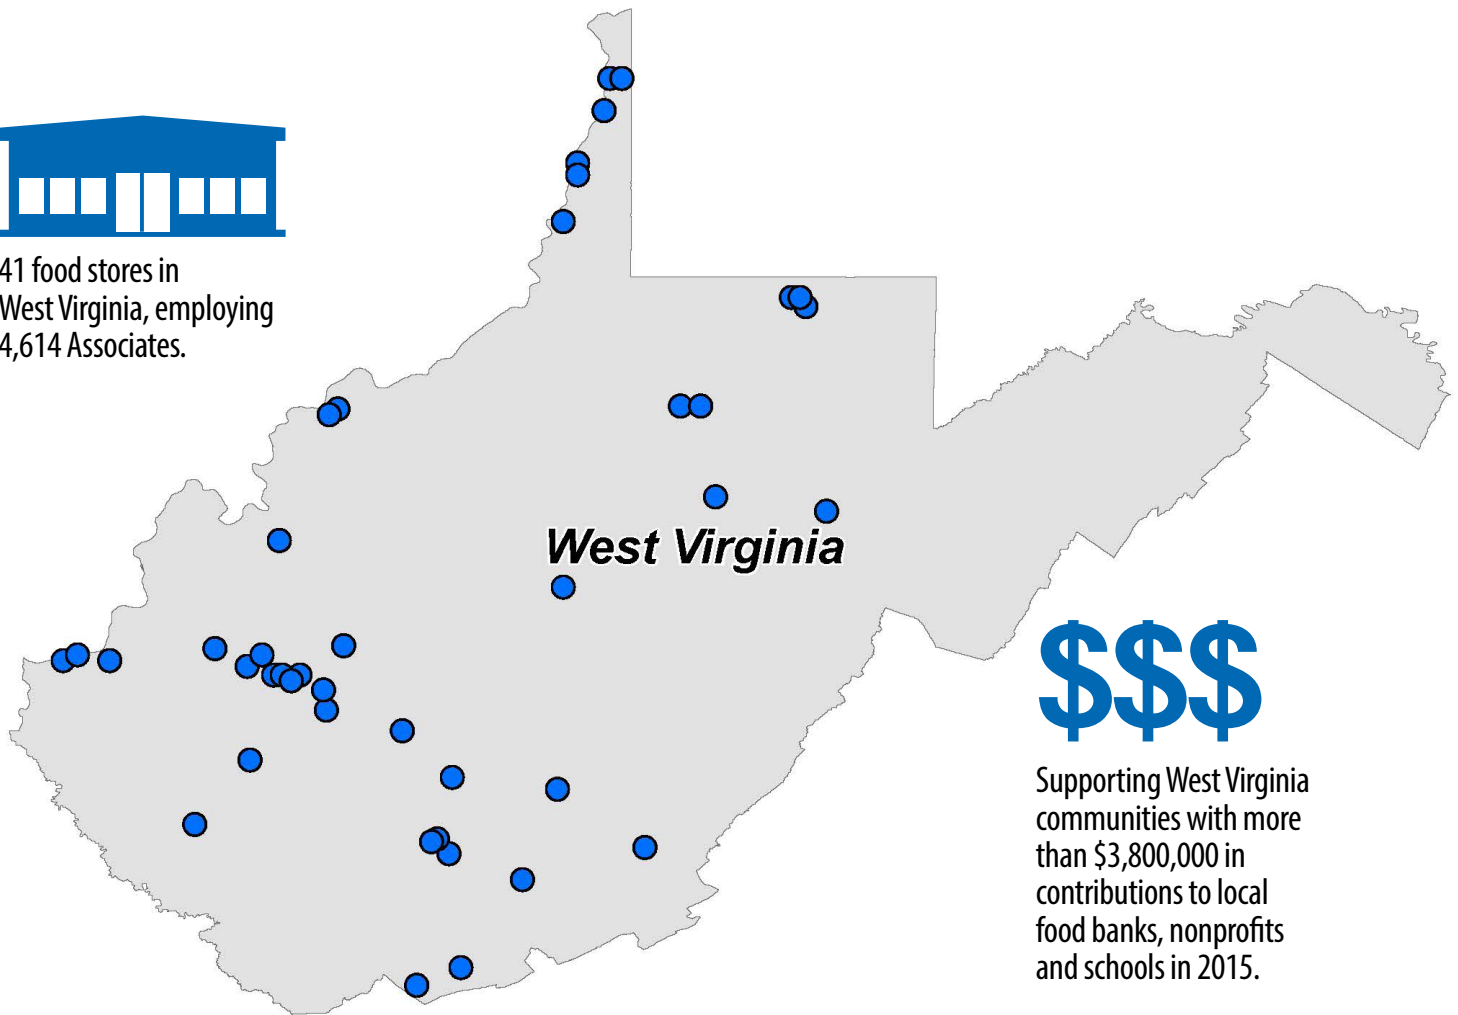 41 food stores in
West Virginia, employing
4,614 Associates.
West Virginia
$$$
Supporting West Virginia
communities with more
than $3,800,000 in
contributions to local
food banks, nonprofits
and schools in 2015.